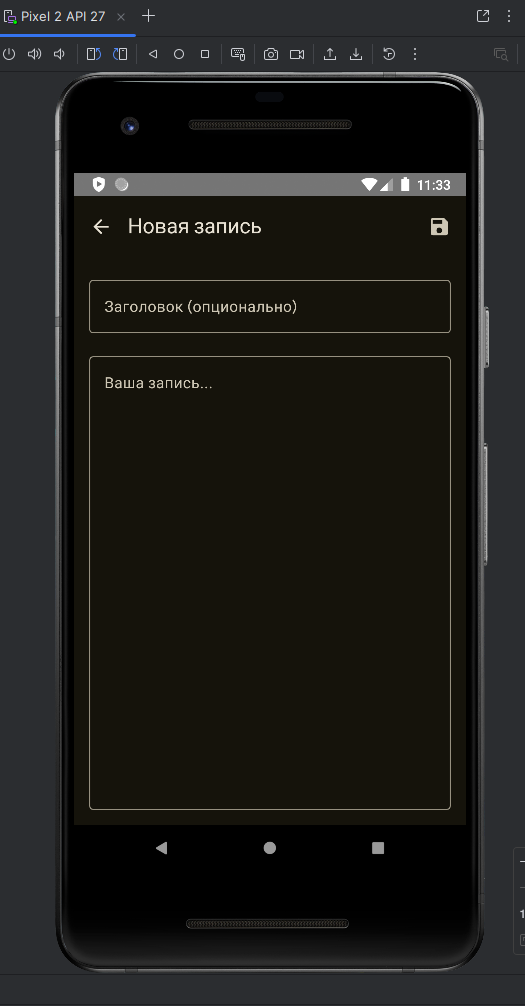 Pixel 2 API 27
11:33
Новая запись
Заголовок (опционально)
Ваша запись...